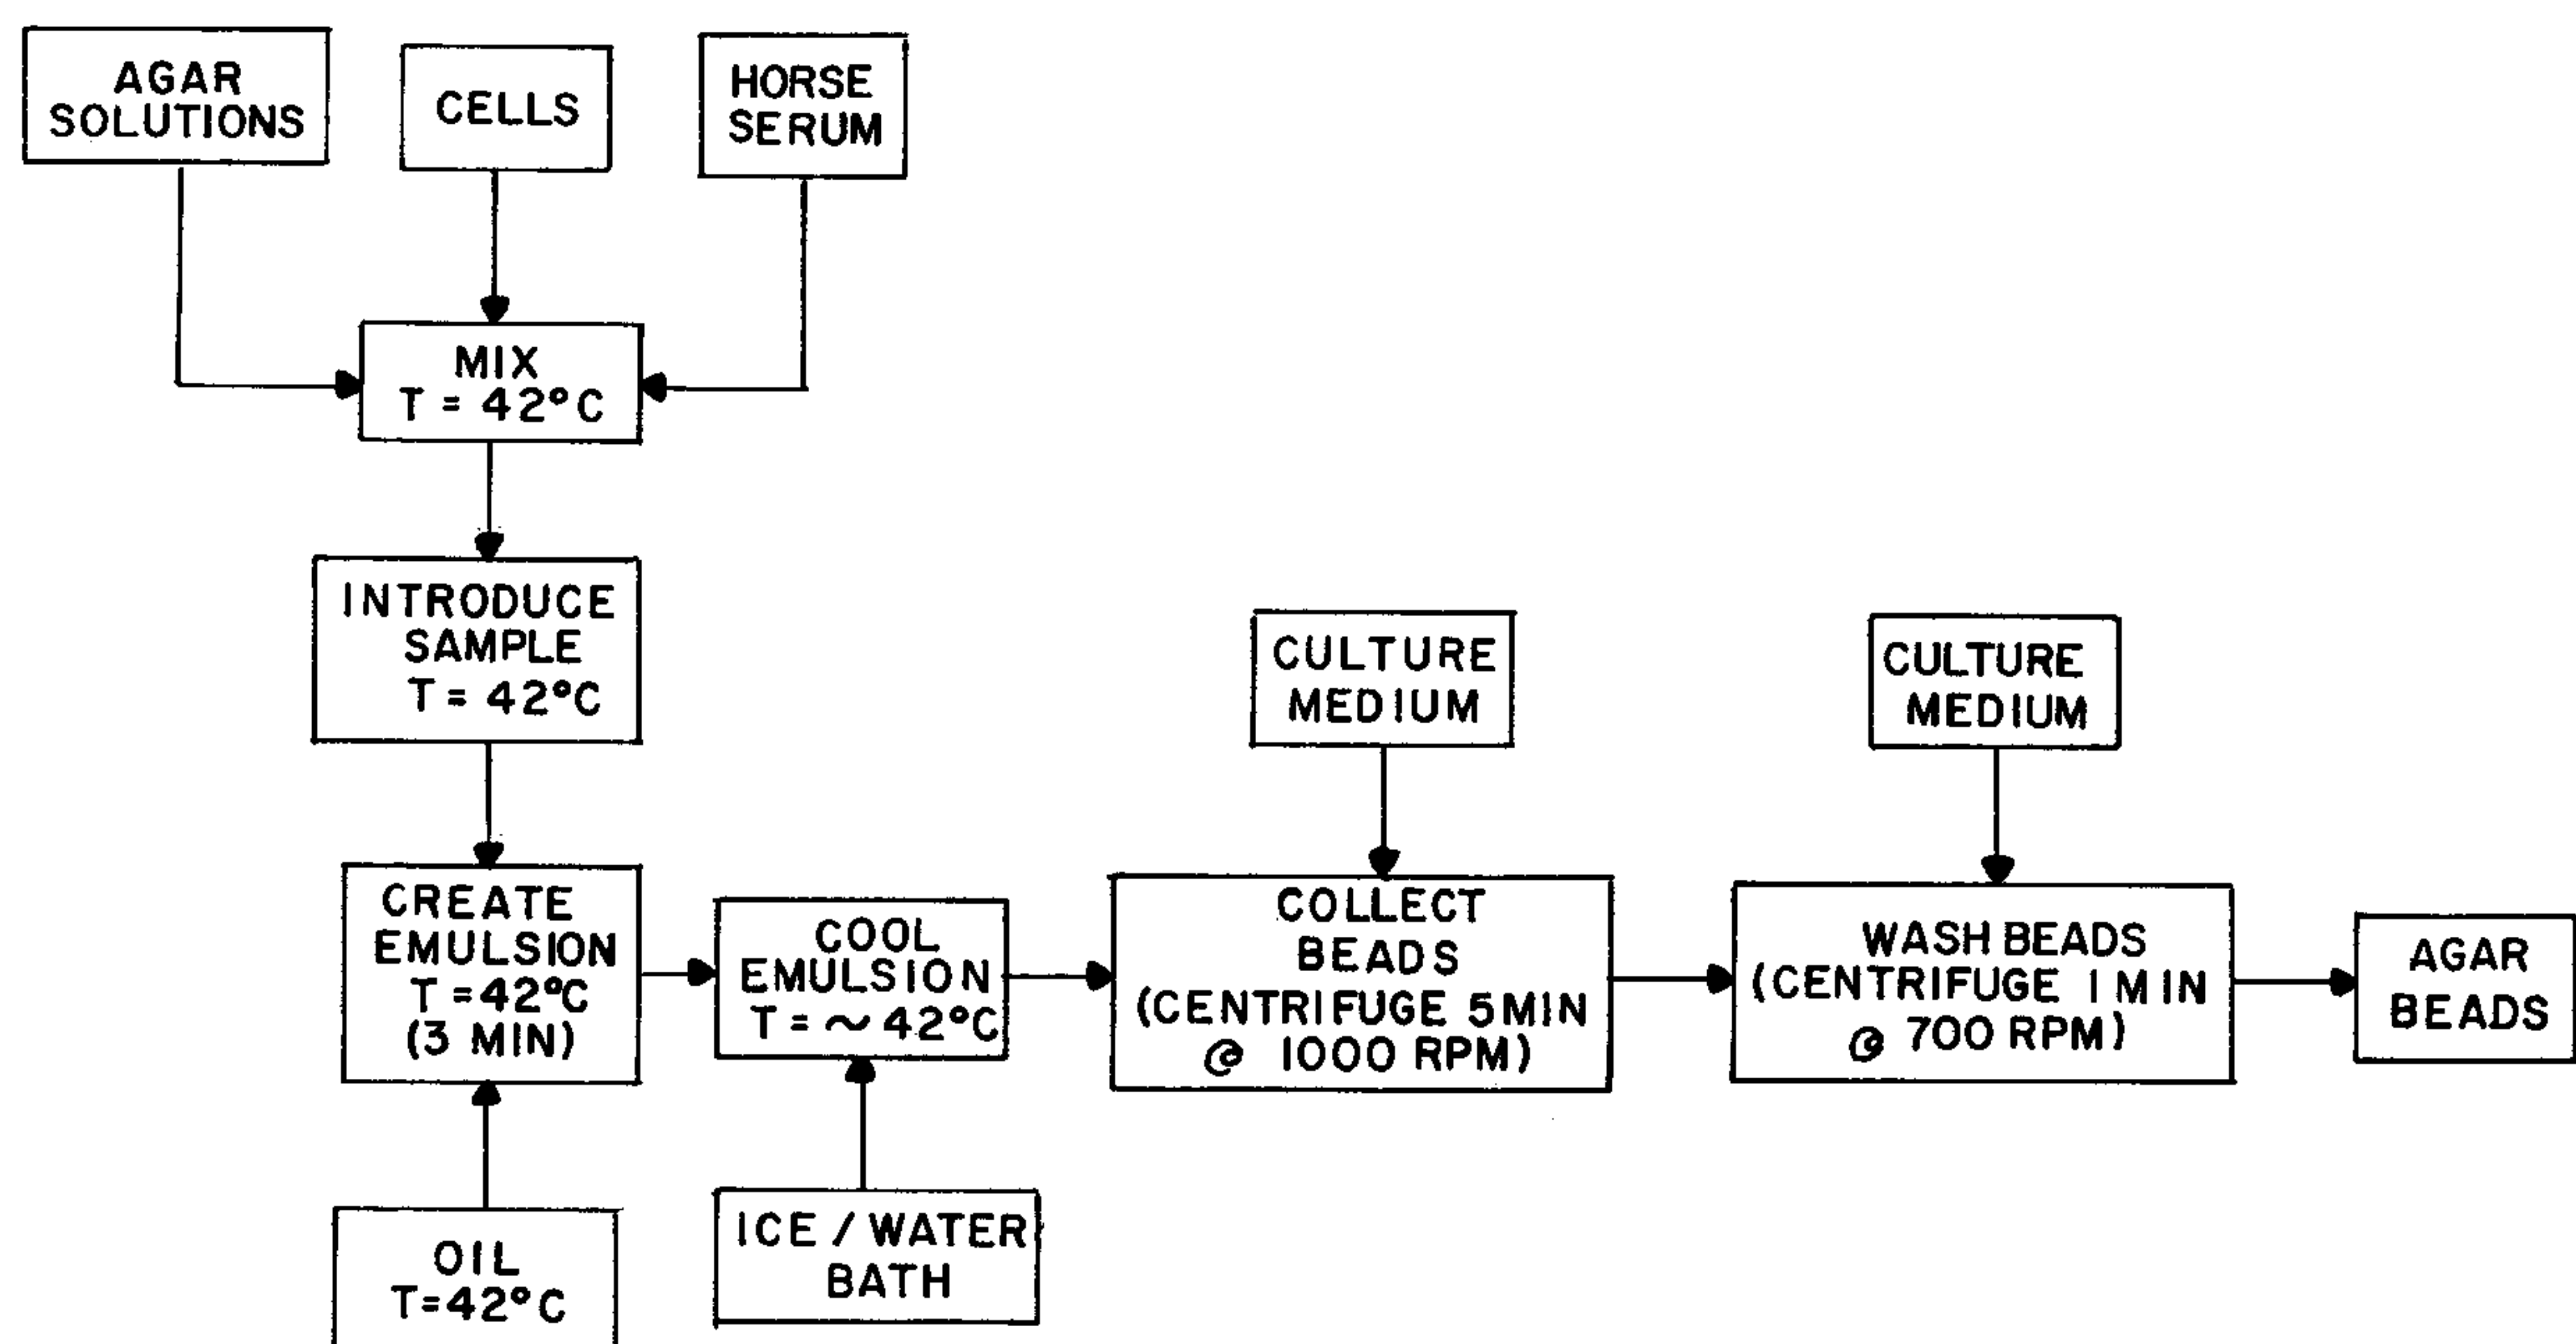 AGAR
SOLUTIONS
CELLS
HORSE
SERUM
MIX
T = 42°C
INTRODUCE
SAMPLE
T = 42°C
CREATE
EMULSION
T = 42°C
(3 MIN)
OIL
T=42°C
COOL
EMULSION
T = ~ 42°C
ICE / WATER
BATH
CULTURE
MEDIUM
COLLECT
BEADS
(CENTRIFUGE 5 MIN
@ 1000 RPM)
CULTURE
MEDIUM
WASH BEADS
(CENTRIFUGE 1 MIN
@ 700 RPM)
AGAR
BEADS